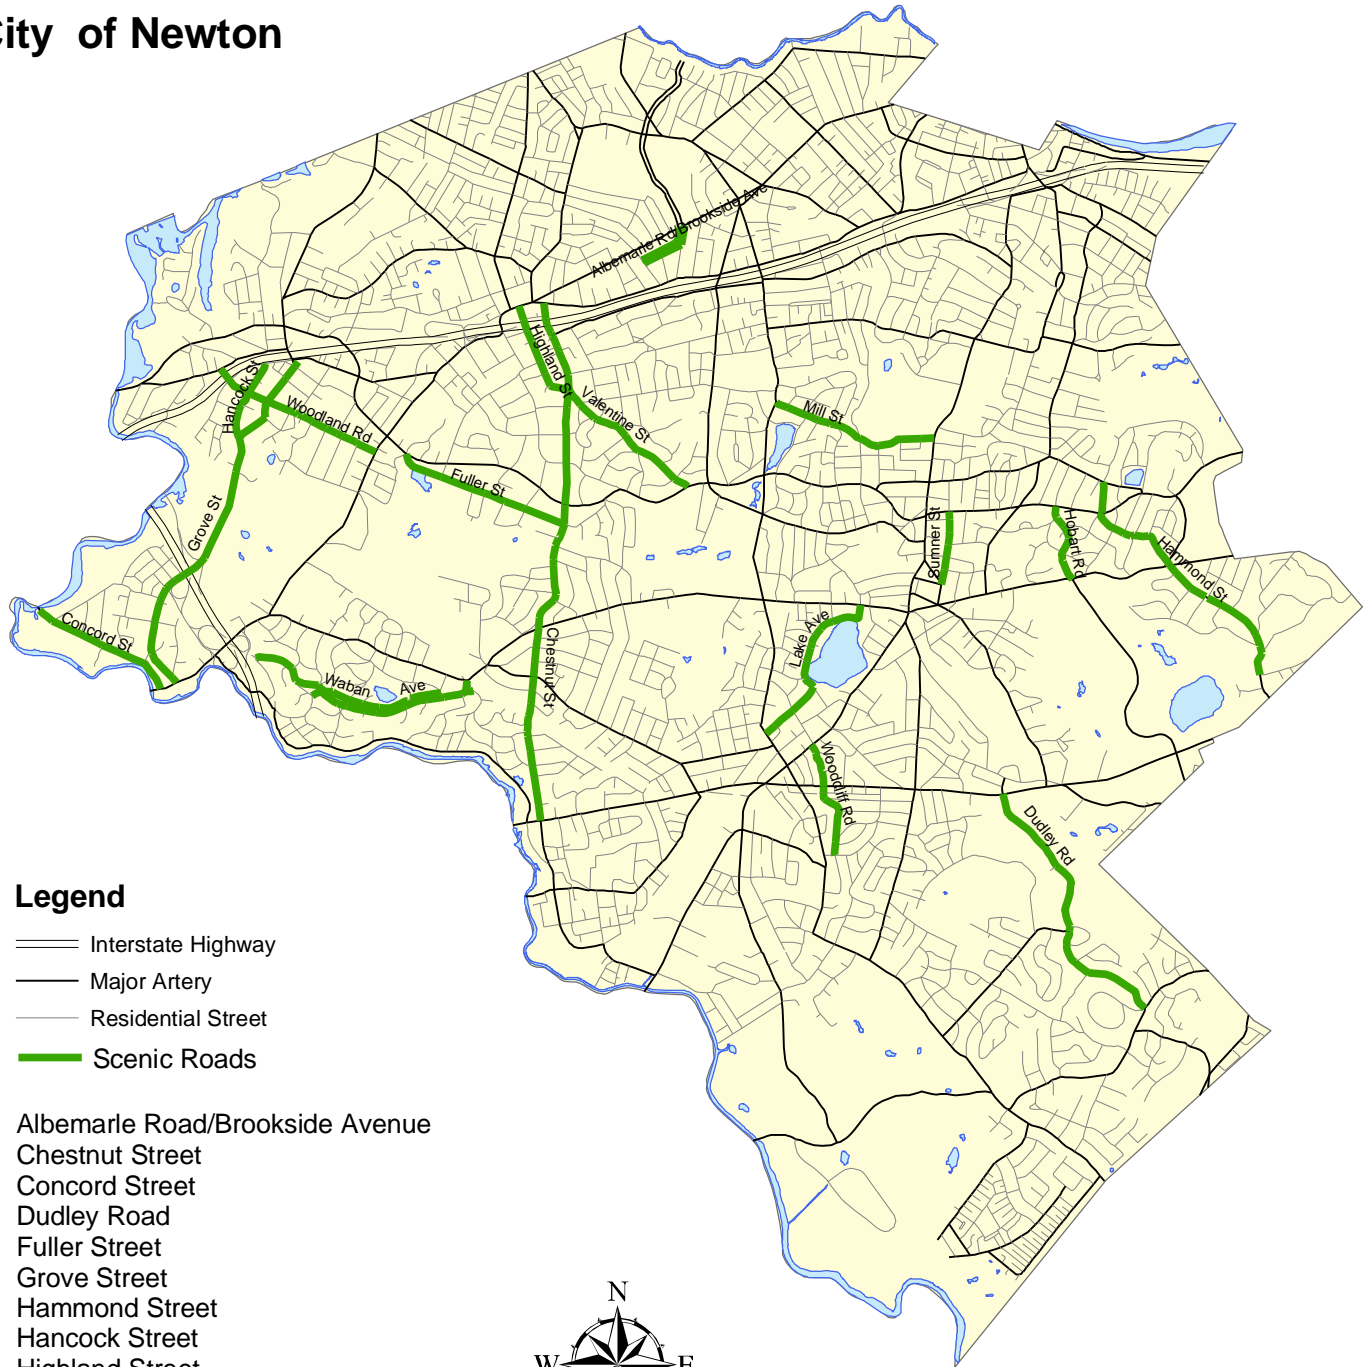 City of Newton
Albemarle Rd/Brookside Ave
Highland St
Hancock St
Woodland Rd
Valentine St
Mill St
Fuller St
Grove St
Sumner St
Hobart Rd
Hammond St
Concord St
Chestnut St
Lake Ave
Waban Ave
Woodcliff Rd
Dudley Rd
Legend
Interstate Highway
Major Artery
Residential Street
Scenic Roads
Albemarle Road/Brookside Avenue
Chestnut Street
Concord Street
Dudley Road
Fuller Street
Grove Street
Hammond Street
Hancock Street
Highland Street
N
W E